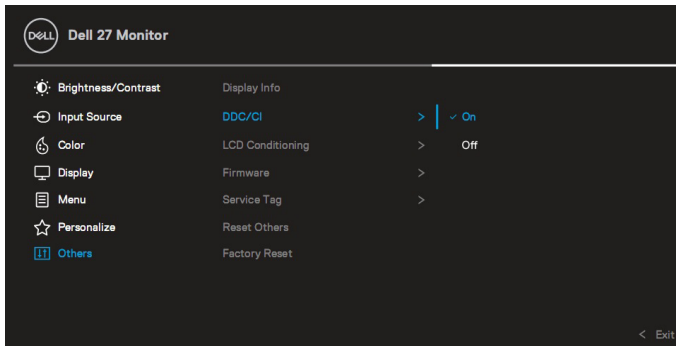 DELL Dell 27 Monitor
Brightness/Contrast Display Info
Input Source DDC/CI > ✓ On
Color LCD Conditioning > Off
Display Firmware >
Menu Service Tag >
Personalize Reset Others
Others Factory Reset
< Exit